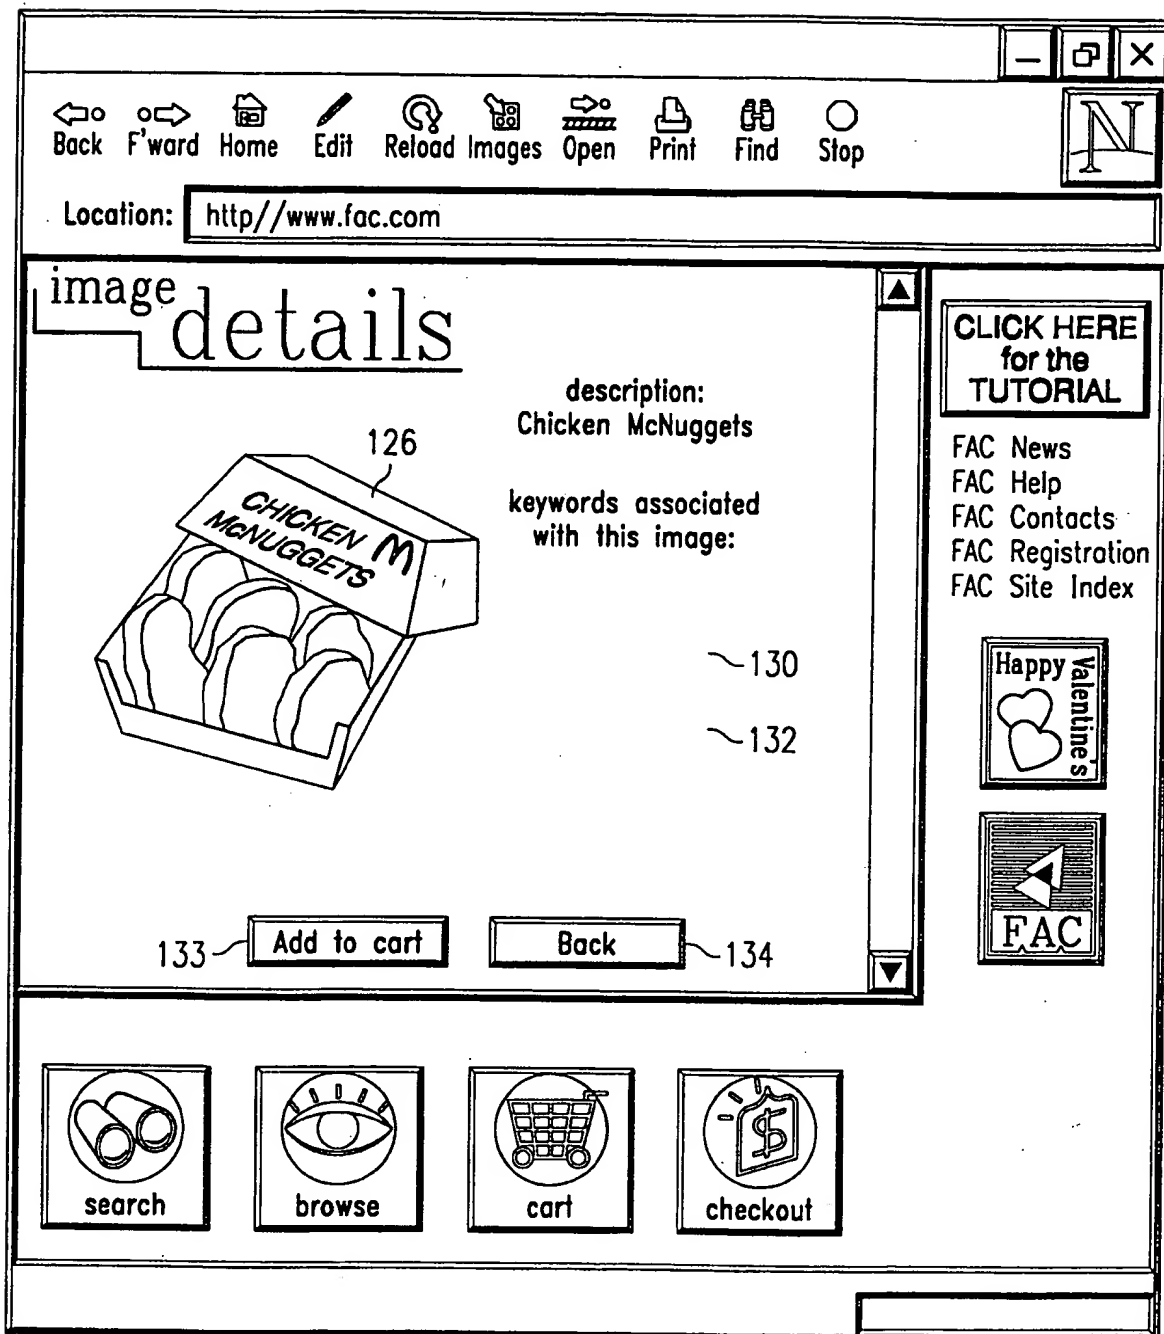 Back F'ward Home Edit Reload Images Open Print Find Stop
N
Location: http//www.fac.com
image
details
description:
Chicken McNuggets
126
CHICKEN
McNUGGETS
M
keywords associated
with this image:
130
132
133
Add to cart
Back
134
CLICK HERE
for the
TUTORIAL
FAC News
FAC Help
FAC Contacts
FAC Registration
FAC Site Index
Happy
Valentine's
FAC
search
browse
cart
$
checkout